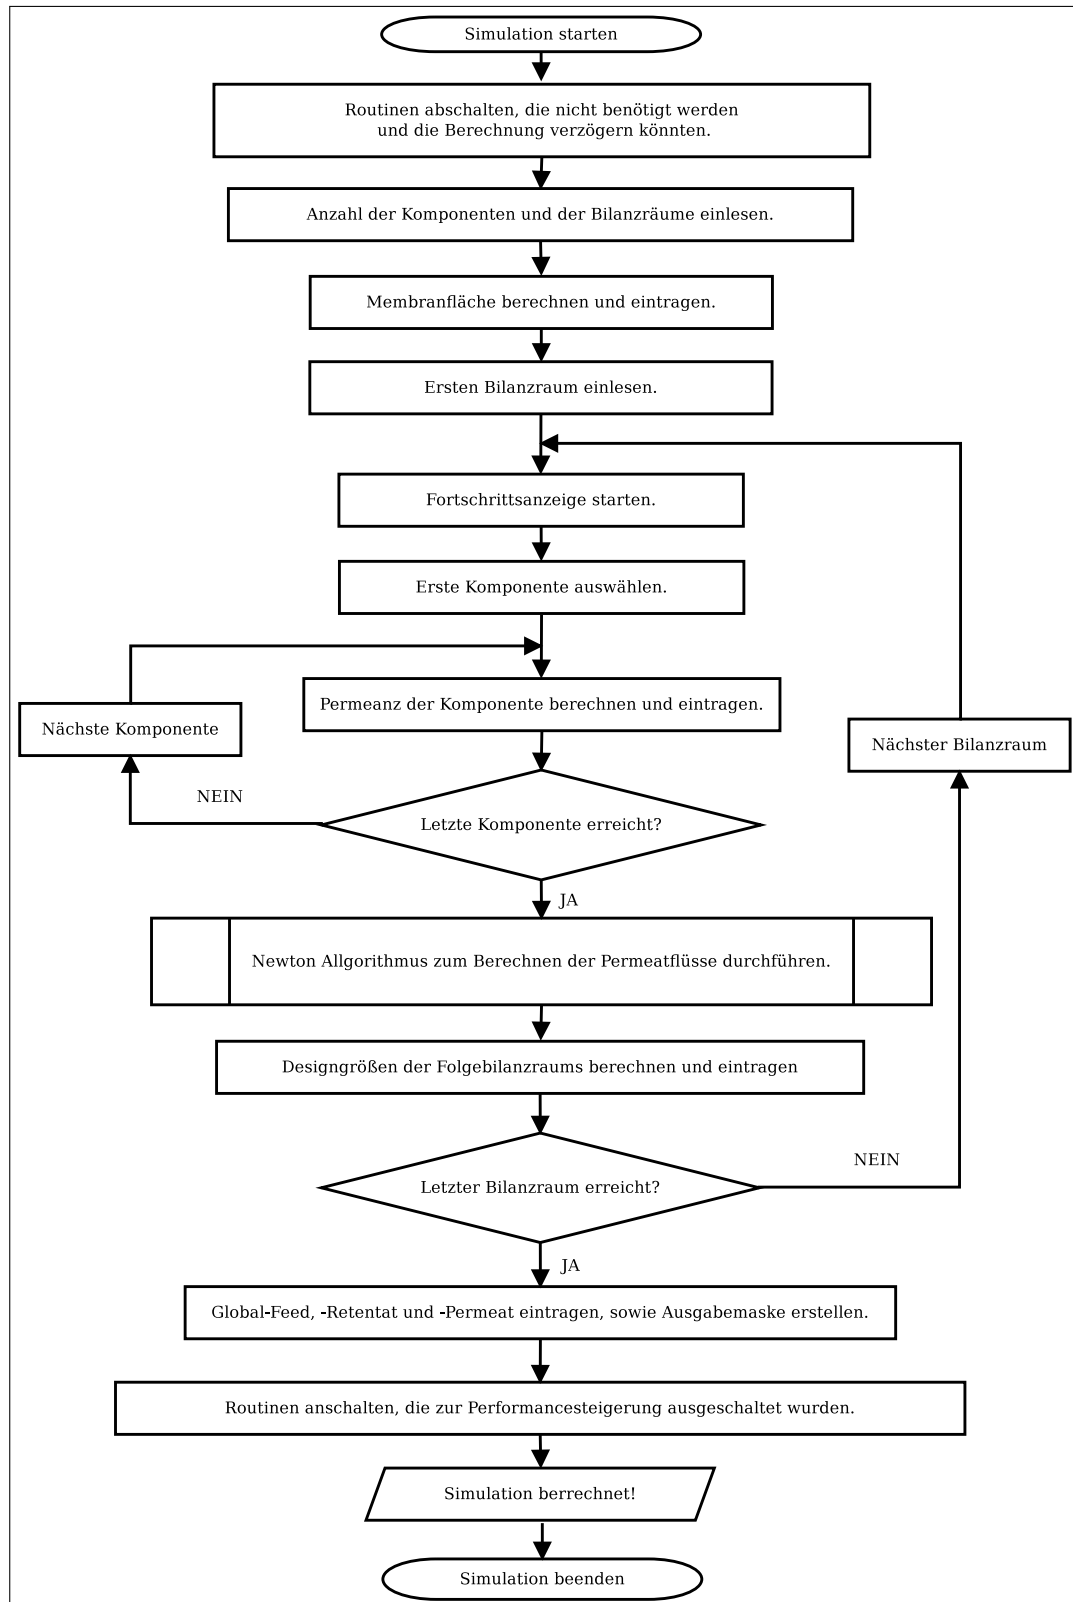 Simulation starten
Routinen abschalten, die nicht benötigt werden
und die Berechnung verzögern könnten.
Anzahl der Komponenten und der Bilanzräume einlesen.
Membranfläche berechnen und eintragen.
Ersten Bilanzraum einlesen.
Fortschrittsanzeige starten.
Erste Komponente auswählen.
Permeanz der Komponente berechnen und eintragen.
Nächste Komponente
Nächster Bilanzraum
NEIN
Letzte Komponente erreicht?
JA
Newton Allgorithmus zum Berechnen der Permeatflüsse durchführen.
Designgrößen der Folgebilanzraums berechnen und eintragen
NEIN
Letzter Bilanzraum erreicht?
JA
Global-Feed, -Retentat und -Permeat eintragen, sowie Ausgabemaske erstellen.
Routinen anschalten, die zur Performancesteigerung ausgeschaltet wurden.
Simulation berrechnet!
Simulation beenden